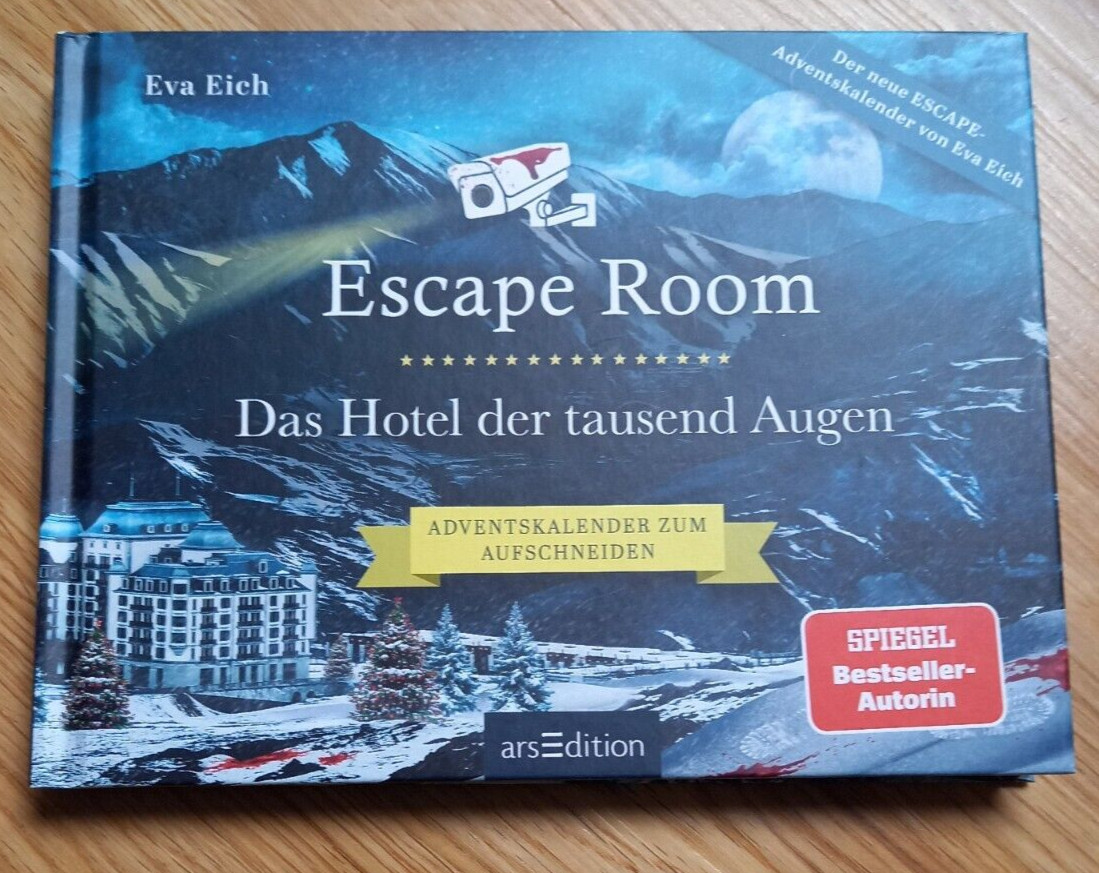 Eva Eich
Der neue ESCAPE-
Adventskalender von Eva Eich
Escape Room
Das Hotel der tausend Augen
ADVENTSKALENDER ZUM
AUFSCHNEIDEN
SPIEGEL
Bestseller-
Autorin
arsEdition